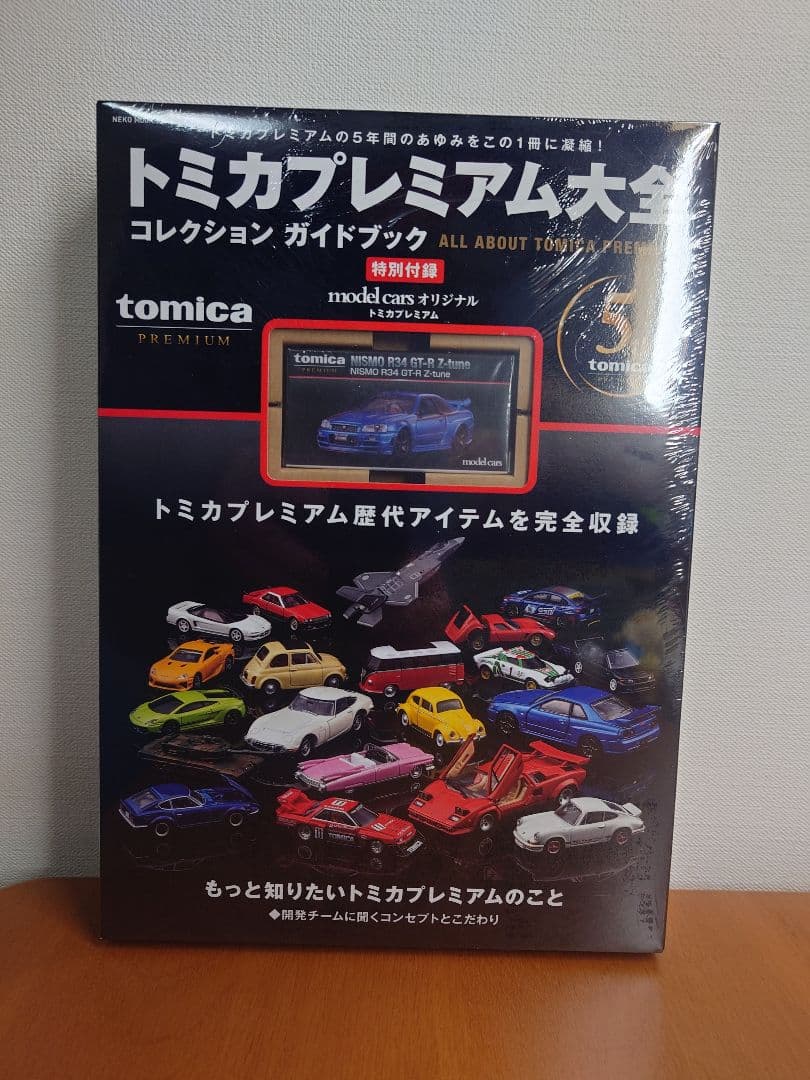 NEKO MOOK
トミカプレミアムの5年間のあゆみをこの1冊に凝縮!
トミカプレミアム大全
コレクション ガイドブック ALL ABOUT TOMICA PREMIUM
特別付録
model cars オリジナル
トミカプレミアム
tomica
PREMIUM
5
tomica
tomica NISMO R34 GT-R Z-tune
PREMIUM NISMO R34 GT-R Z-tune
model cars
トミカプレミアム歴代アイテムを完全収録
TOMICA
もっと知りたいトミカプレミアムのこと
◆開発チームに聞くコンセプトとこだわり